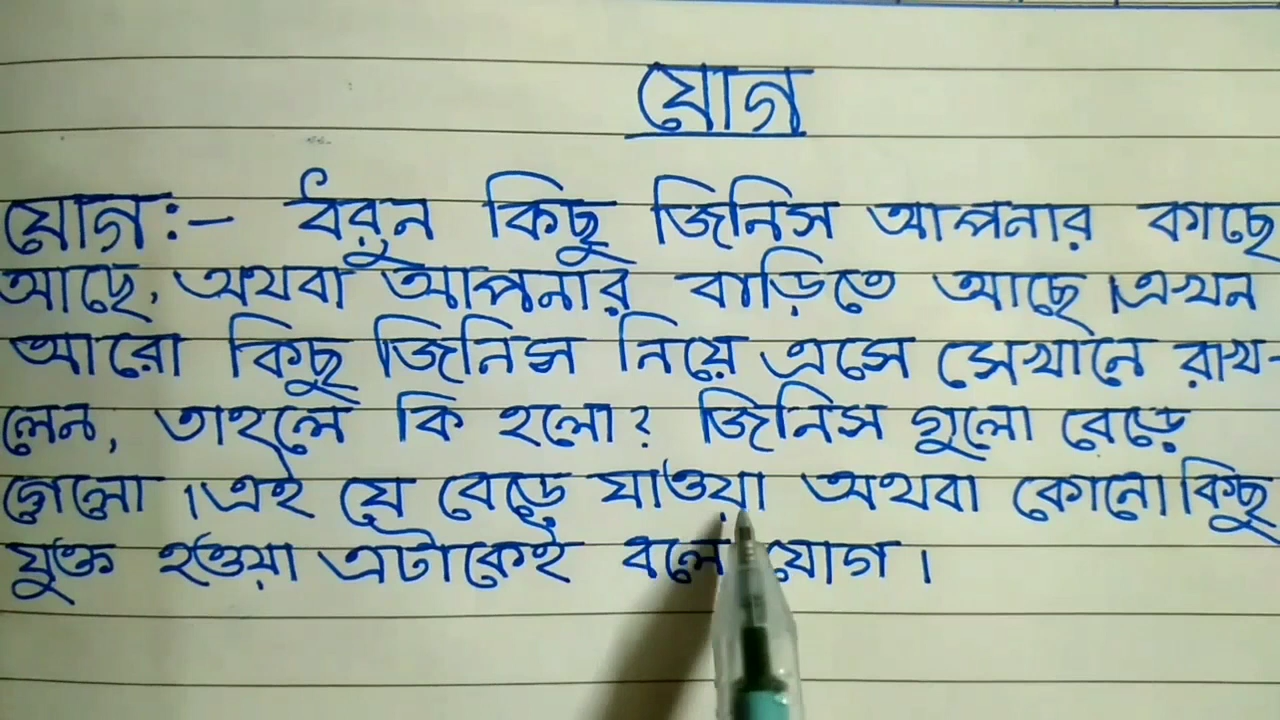 যোগ
যোগ:- ধরুন কিছু জিনিস আপনার কাছে
আছে, অথবা আপনার বাড়িতে আছে। এখন
আরো কিছু জিনিস নিয়ে এসে সেখানে রাখ-
লেন, তাহলে কি হলো? জিনিস গুলো বেড়ে
গেলো। এই যে বেড়ে যাওয়া অথবা কোনো কিছু
যুক্ত হওয়া এটাকেই বলে যোগ।